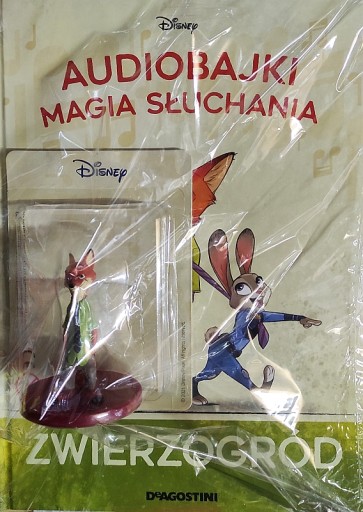 Disney
AUDIOBAJKI
MAGIA SŁUCHANIA
Disney
ZWIERZOGRÓD
DEAGOSTINI